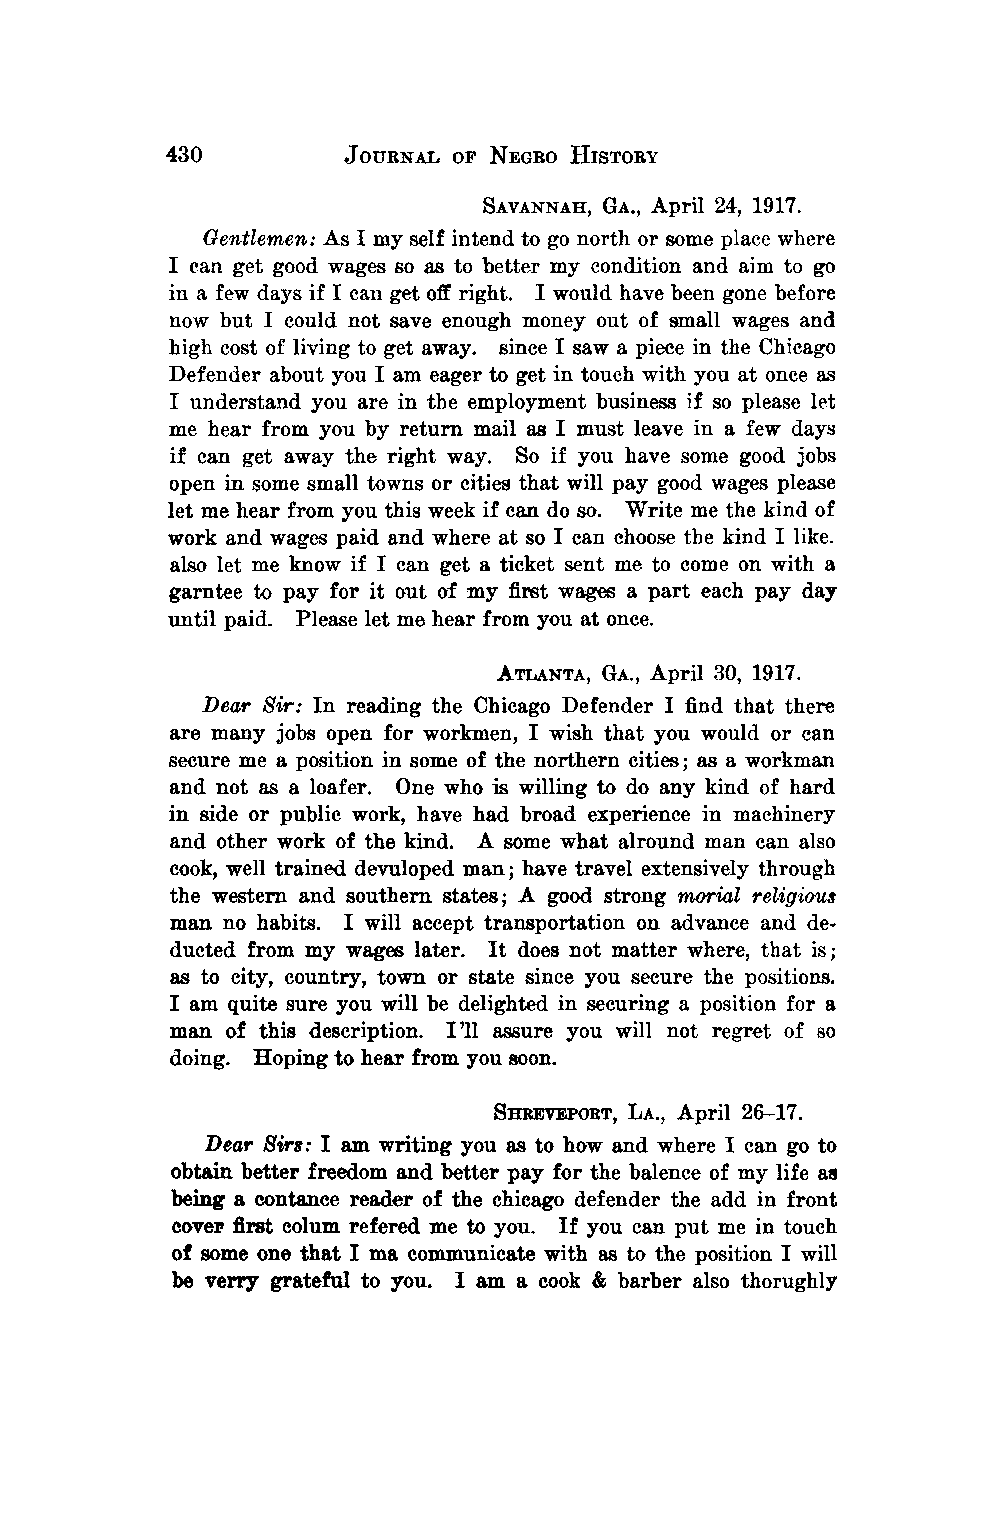 430 JOURNAL OF NEGRO HISTORY
SAVANNAH, GA., April 24, 1917.
Gentlemen: As I my self intend to go north or some place where
I can get good wages so as to better my condition and aim to go
in a few days if I can get off right. I would have been gone before
now but I could not save enough money out of small wages and
high cost of living to get away. since I saw a piece in the Chicago
Defender about you I am eager to get in touch with you at once as
I understand you are in the employment business if so please let
me hear from you by return mail as I must leave in a few days
if can get away the right way. So if you have some good jobs
open in some small towns or cities that will pay good wages please
let me hear from you this week if can do so. Write me the kind of
work and wages paid and where at so I can choose the kind I like.
also let me know if I can get a ticket sent me to come on with a
garntee to pay for it out of my first wages a part each pay day
until paid. Please let me hear from you at once.
ATLANTA, GA., April 30, 1917.
Dear Sir: In reading the Chicago Defender I find that there
are many jobs open for workmen, I wish that you would or can
secure me a position in some of the northern cities; as a workman
and not as a loafer. One who is willing to do any kind of hard
in side or public work, have had broad experience in machinery
and other work of the kind. A some what alround man can also
cook, well trained devuloped man; have travel extensively through
the western and southern states; A good strong morial religious
man no habits. I will accept transportation on advance and de-
ducted from my wages later. It does not matter where, that is;
as to city, country, town or state since you secure the positions.
I am quite sure you will be delighted in securing a position for a
man of this description. I'll assure you will not regret of so
doing. Hoping to hear from you soon.
SHREVEPORT, LA., April 26–17.
Dear Sirs: I am writing you as to how and where I can go to
obtain better freedom and better pay for the balence of my life as
being a contance reader of the chicago defender the add in front
cover first colum refered me to you. If you can put me in touch
of some one that I ma communicate with as to the position I will
be verry grateful to you. I am a cook & barber also thorughly